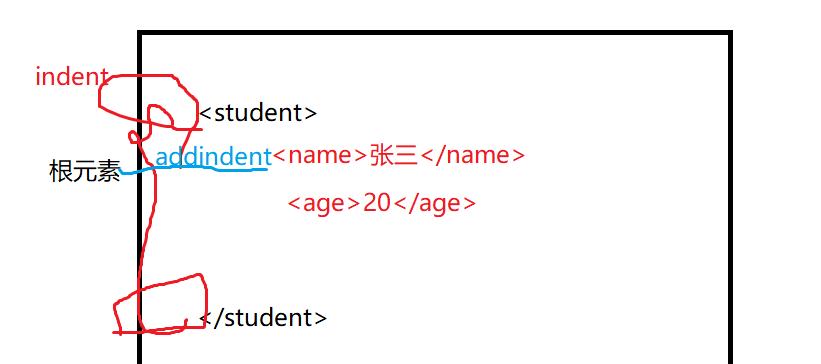 indent
<student>
根元素 addindent<name>张三</name>
<age>20</age>
</student>